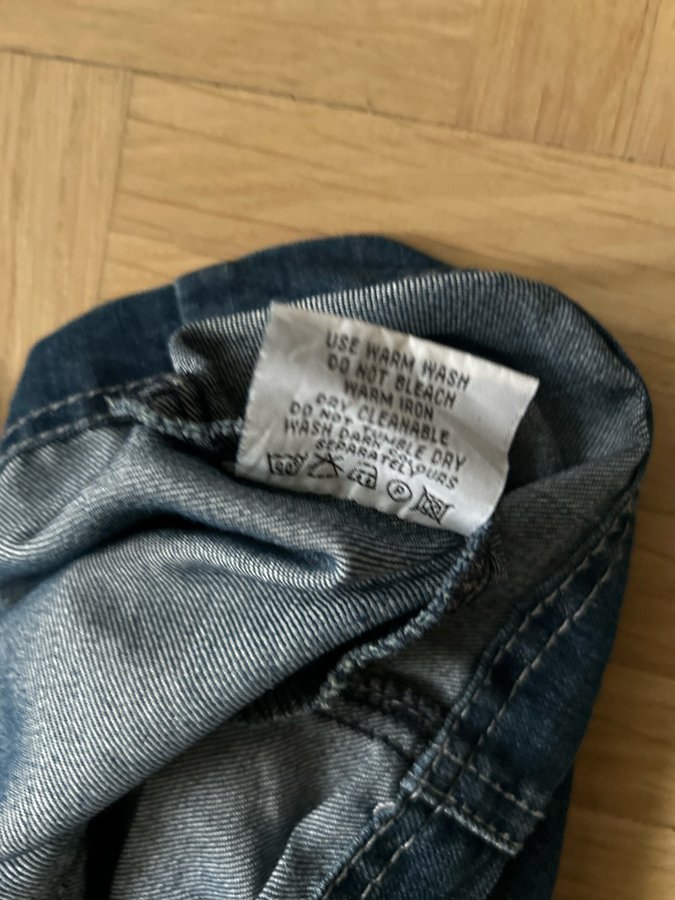 USE WARM WASH
DO NOT BLEACH
WARM IRON
DRY CLEANABLE
DO NOT TUMBLE DRY
WASH DARK COLOURS
SEPARATELY